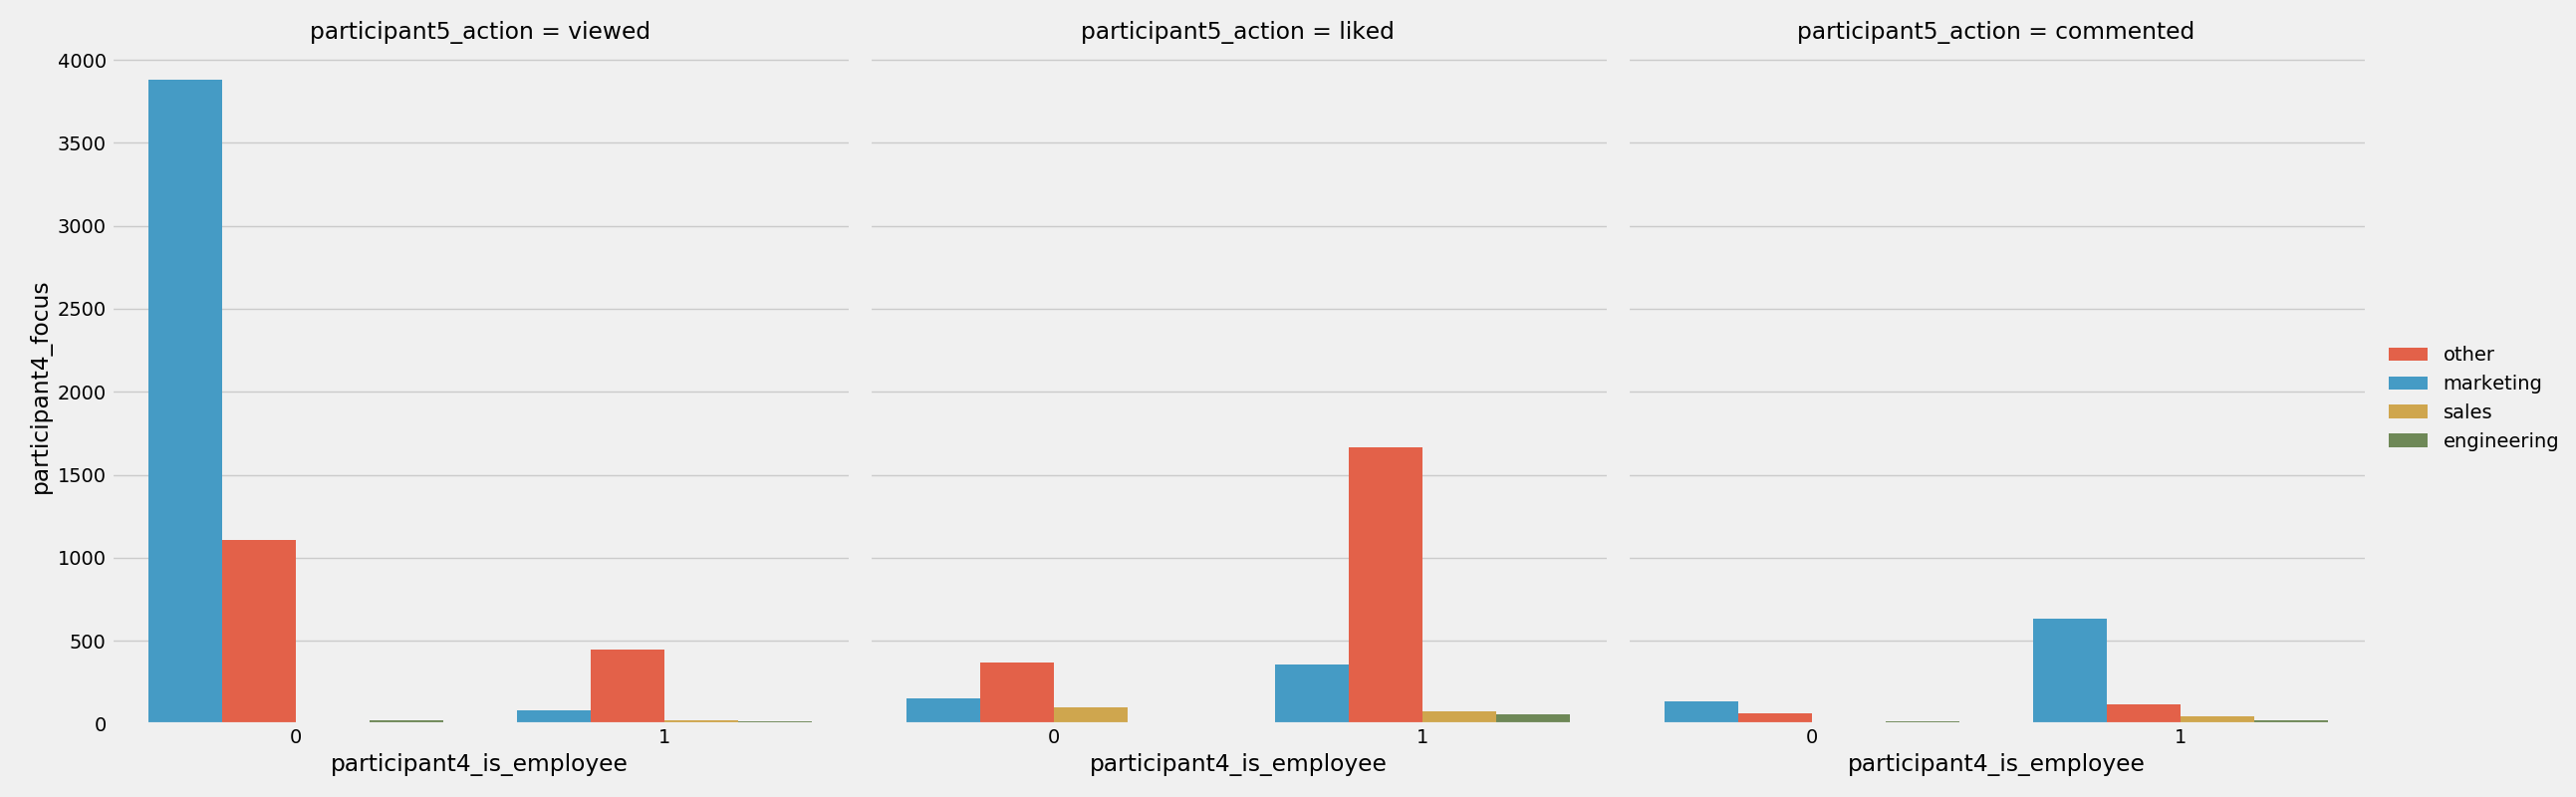 participant5_action = viewed
participant5_action = liked
participant5_action = commented
participant4_focus
4000
3500
3000
2500
2000
1500
1000
500
0
0 1
0 1
0 1
participant4_is_employee
participant4_is_employee
participant4_is_employee
other
marketing
sales
engineering